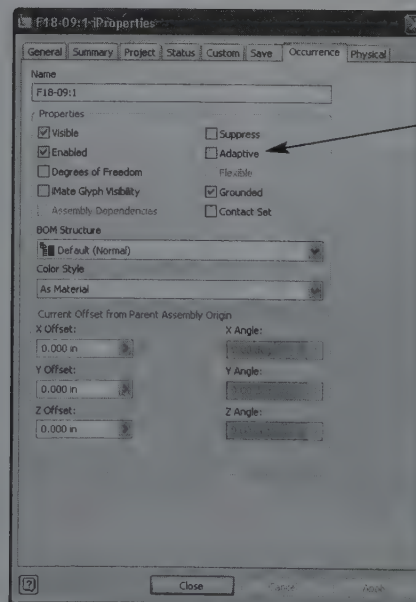 F18-09:1 iProperties
General Summary Project Status Custom Save Occurrence Physical
Name
F18-09:1
Properties
Visible Suppress
Enabled Adaptive
Degrees of Freedom Flexible
iMate Glyph Visibility Grounded
Assembly Dependencies Contact Set
BOM Structure
Default (Normal)
Color Style
As Material
Current Offset from Parent Assembly Origin
X Offset: X Angle:
0.000 in
Y Offset: Y Angle:
0.000 in
Z Offset: Z Angle:
0.000 in
Close Cancel Apply